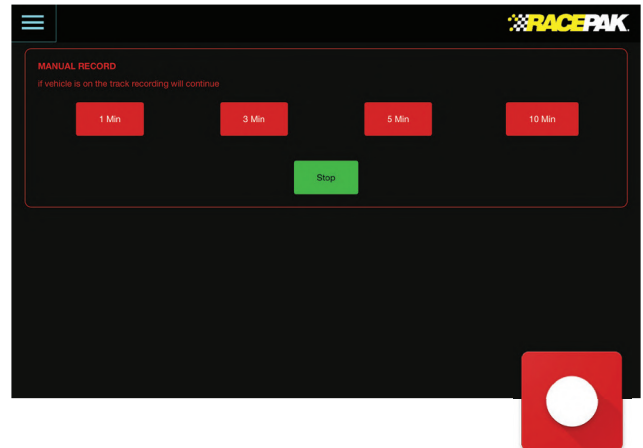 RACEPAK
MANUAL RECORD
if vehicle is on the track recording will continue
1 Min 3 Min 5 Min 10 Min
Stop